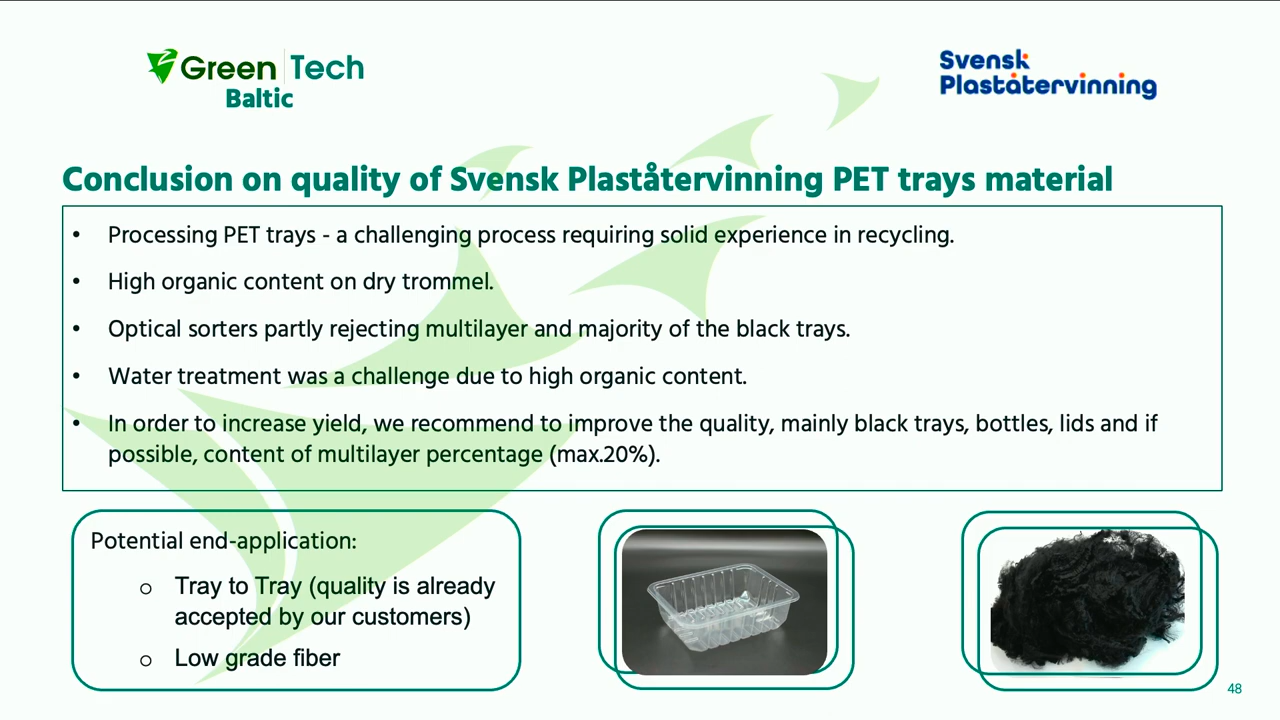 Green Tech
Baltic
Svensk
Plaståtervinning
Conclusion on quality of Svensk Plaståtervinning PET trays material
• Processing PET trays - a challenging process requiring solid experience in recycling.
• High organic content on dry trommel.
• Optical sorters partly rejecting multilayer and majority of the black trays.
• Water treatment was a challenge due to high organic content.
• In order to increase yield, we recommend to improve the quality, mainly black trays, bottles, lids and if
possible, content of multilayer percentage (max.20%).
Potential end-application:
o Tray to Tray (quality is already
accepted by our customers)
o Low grade fiber
48